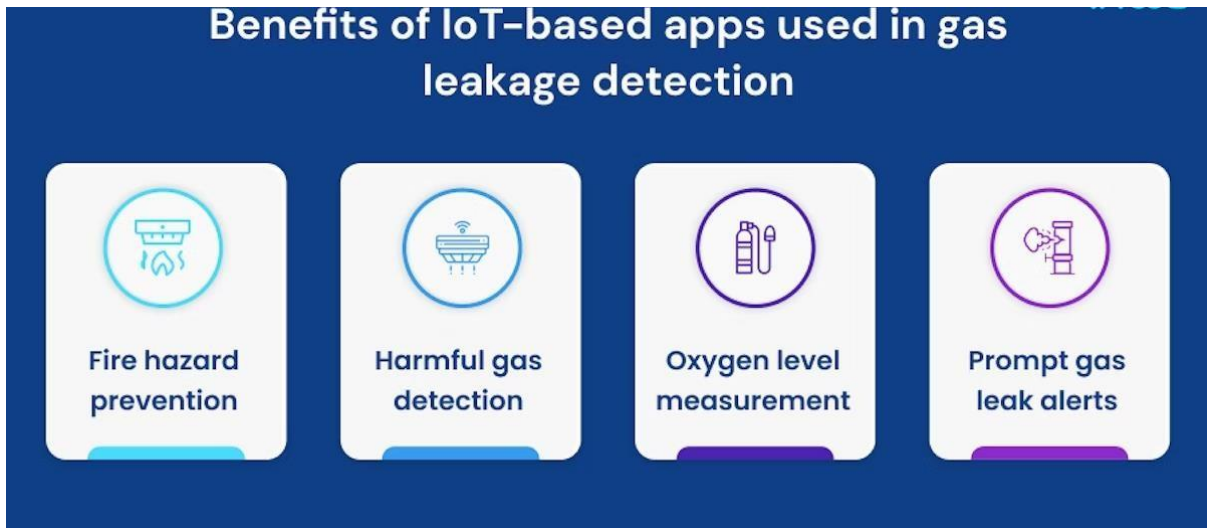 Benefits of IoT-based apps used in gas
leakage detection
Fire hazard
prevention
Harmful gas
detection
Oxygen level
measurement
Prompt gas
leak alerts